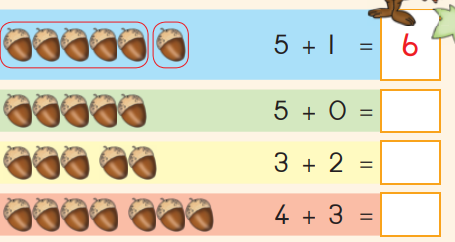 5 + 1 = 6
5 + 0 =
3 + 2 =
4 + 3 =